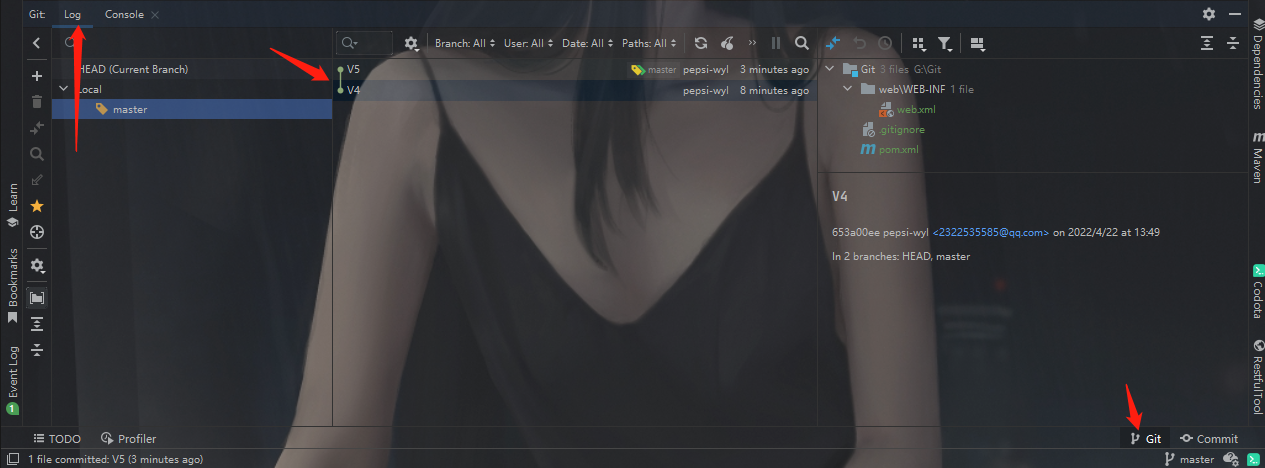 Git: Log Console
Branch: All User: All Date: All Paths: All
HEAD (Current Branch)
Local
master
V5 master pepsi-wyl 3 minutes ago
V4 pepsi-wyl 8 minutes ago
Git 3 files G:\Git
web\WEB-INF 1 file
web.xml
.gitignore
pom.xml
V4
653a00ee pepsi-wyl <2322535585@qq.com> on 2022/4/22 at 13:49
In 2 branches: HEAD, master
Learn
Bookmarks
Event Log
1
Dependencies
Maven
Codota
RestfulTool
TODO Profiler Git Commit
1 file committed: V5 (3 minutes ago) master